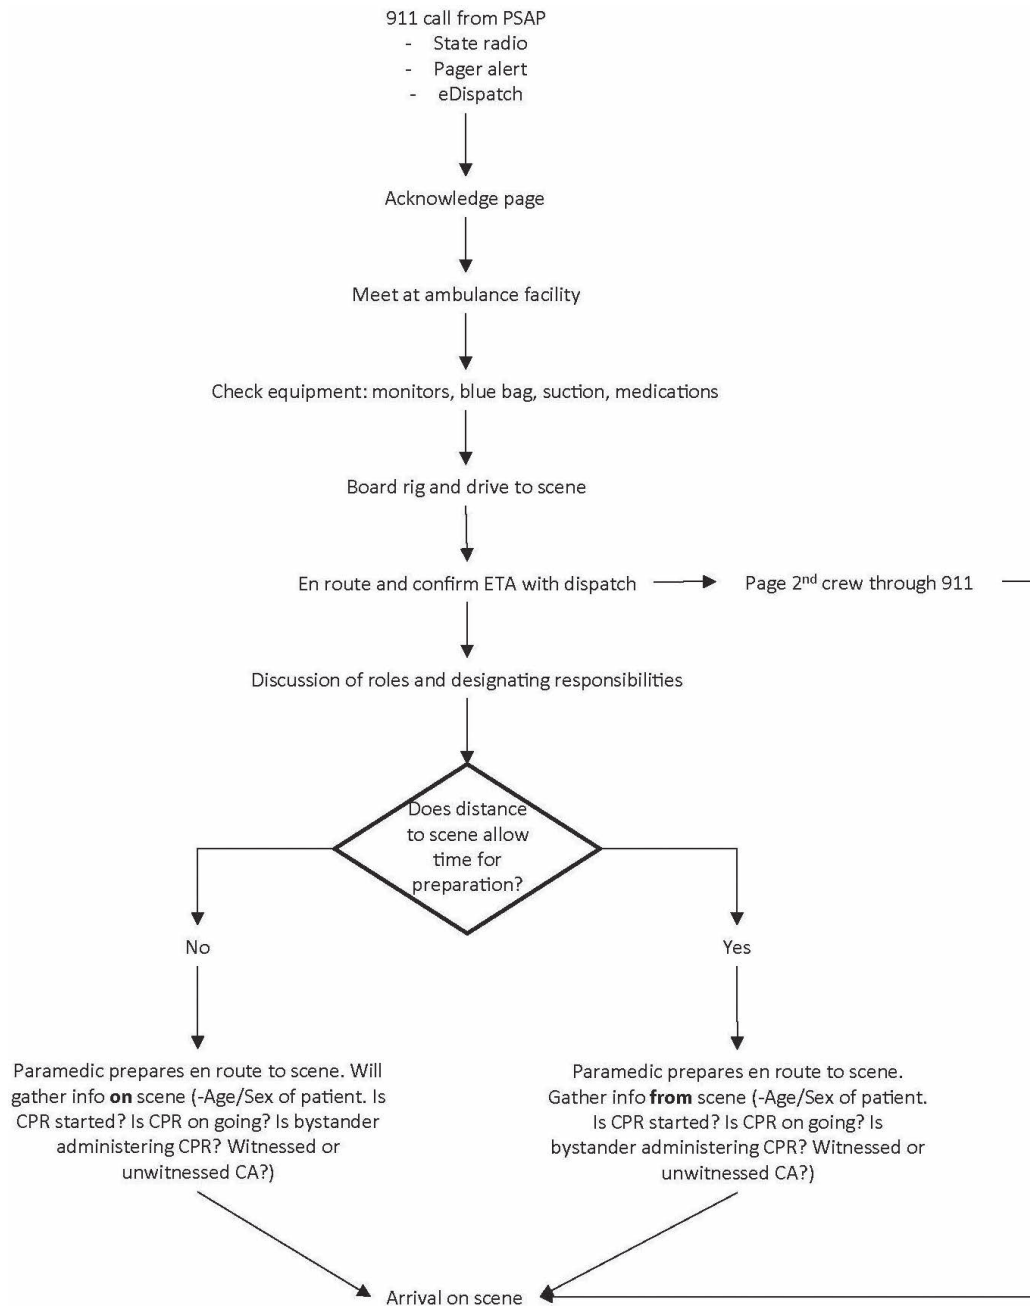 911 call from PSAP
- State radio
- Pager alert
- eDispatch
Acknowledge page
Meet at ambulance facility
Check equipment: monitors, blue bag, suction, medications
Board rig and drive to scene
En route and confirm ETA with dispatch
Page 2nd crew through 911
Discussion of roles and designating responsibilities
Does distance
to scene allow
time for
preparation?
No
Yes
Paramedic prepares en route to scene. Will
gather info on scene (-Age/Sex of patient. Is
CPR started? Is CPR on going? Is bystander
administering CPR? Witnessed or
unwitnessed CA?)
Paramedic prepares en route to scene.
Gather info from scene (-Age/Sex of patient.
Is CPR started? Is CPR on going? Is
bystander administering CPR? Witnessed or
unwitnessed CA?)
Arrival on scene